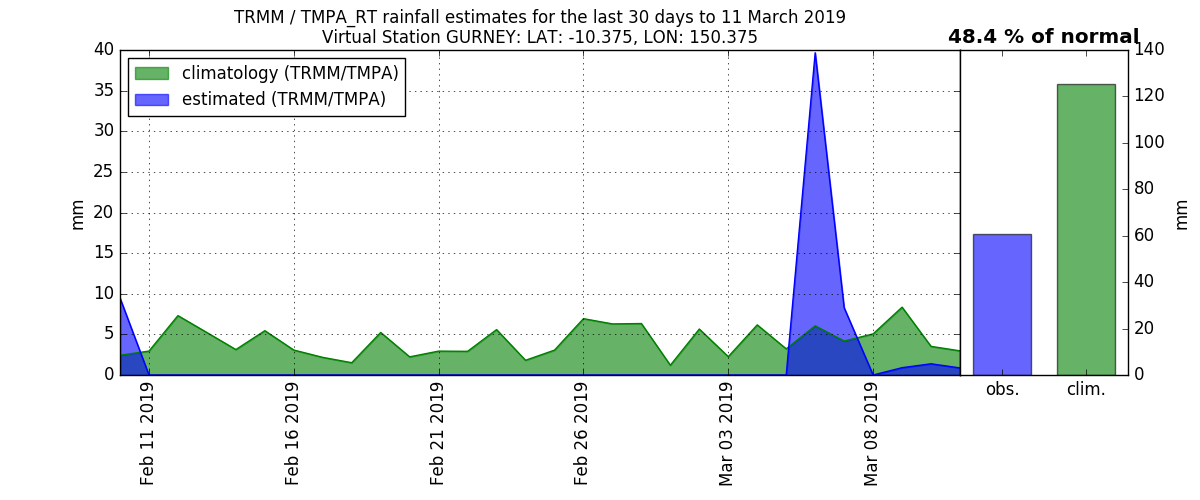 TRMM / TMPA_RT rainfall estimates for the last 30 days to 11 March 2019
Virtual Station GURNEY: LAT: -10.375, LON: 150.375
48.4 % of normal
climatology (TRMM/TMPA)
estimated (TRMM/TMPA)
mm
40
35
30
25
20
15
10
5
0
Feb 11 2019
Feb 16 2019
Feb 21 2019
Feb 26 2019
Mar 03 2019
Mar 08 2019
obs.
clim.
140
120
100
80
60
40
20
0
mm